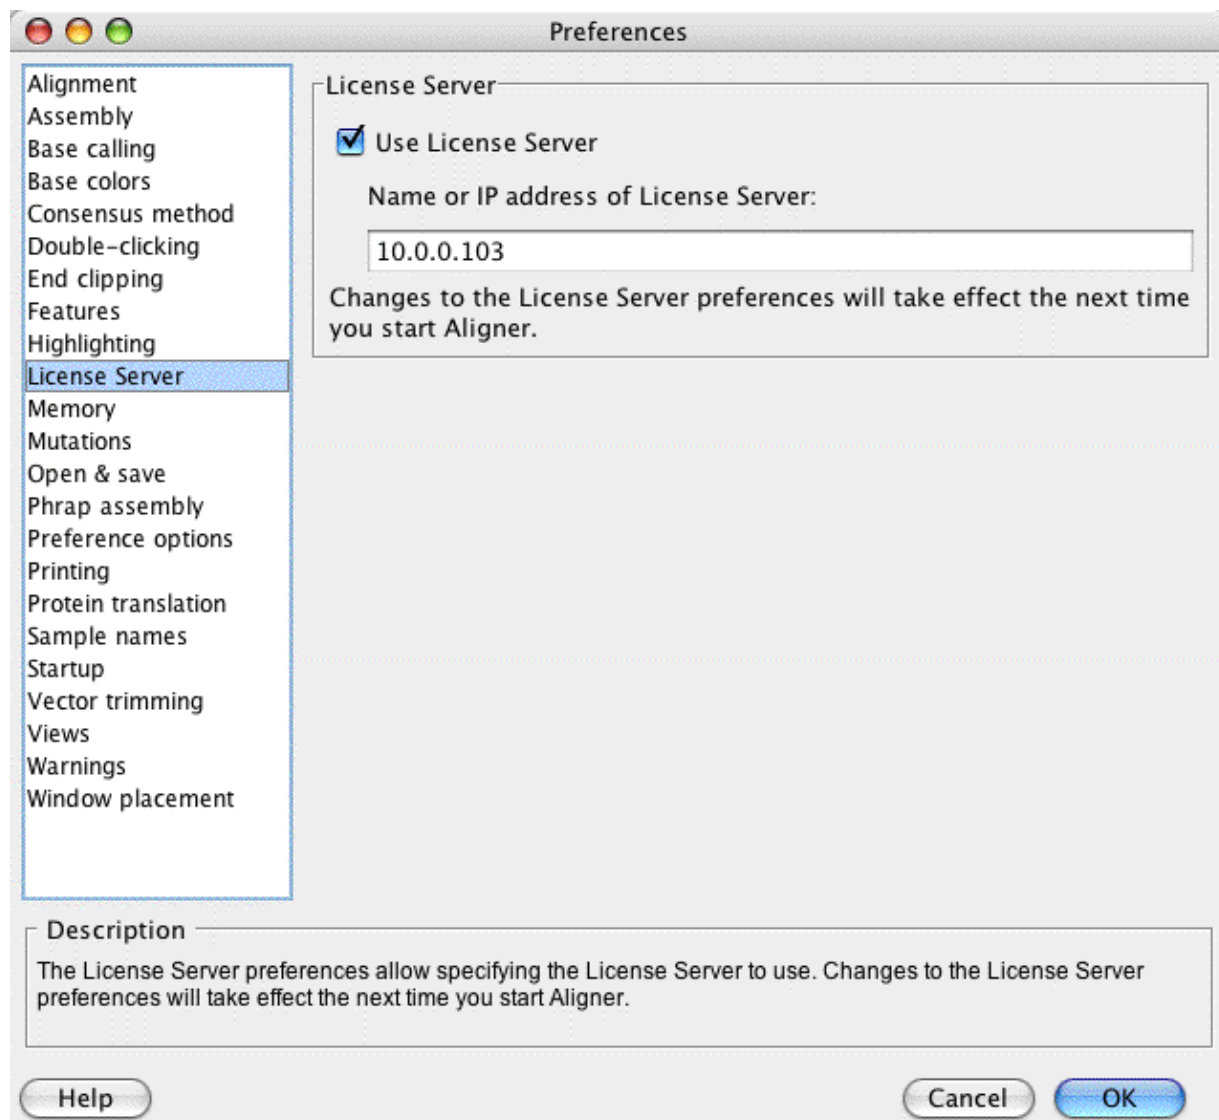 Preferences
Alignment
Assembly
Base calling
Base colors
Consensus method
Double-clicking
End clipping
Features
Highlighting
License Server
Memory
Mutations
Open & save
Phrap assembly
Preference options
Printing
Protein translation
Sample names
Startup
Vector trimming
Views
Warnings
Window placement
License Server
Use License Server
Name or IP address of License Server:
10.0.0.103
Changes to the License Server preferences will take effect the next time
you start Aligner.
Description
The License Server preferences allow specifying the License Server to use. Changes to the License Server
preferences will take effect the next time you start Aligner.
Help
Cancel
OK